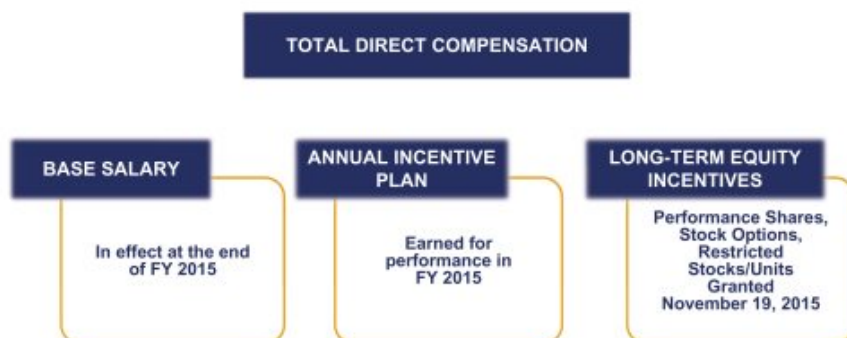 TOTAL DIRECT COMPENSATION
BASE SALARY
In effect at the end
of FY 2015
ANNUAL INCENTIVE
PLAN
Earned for
performance in
FY 2015
LONG-TERM EQUITY
INCENTIVES
Performance Shares,
Stock Options,
Restricted
Stocks/Units
Granted
November 19, 2015